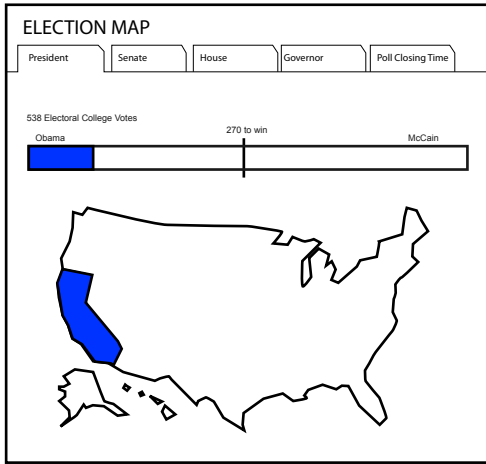 ELECTION MAP
President
Senate
House
Governor
Poll Closing Time
538 Electoral College Votes
270 to win
Obama
McCain